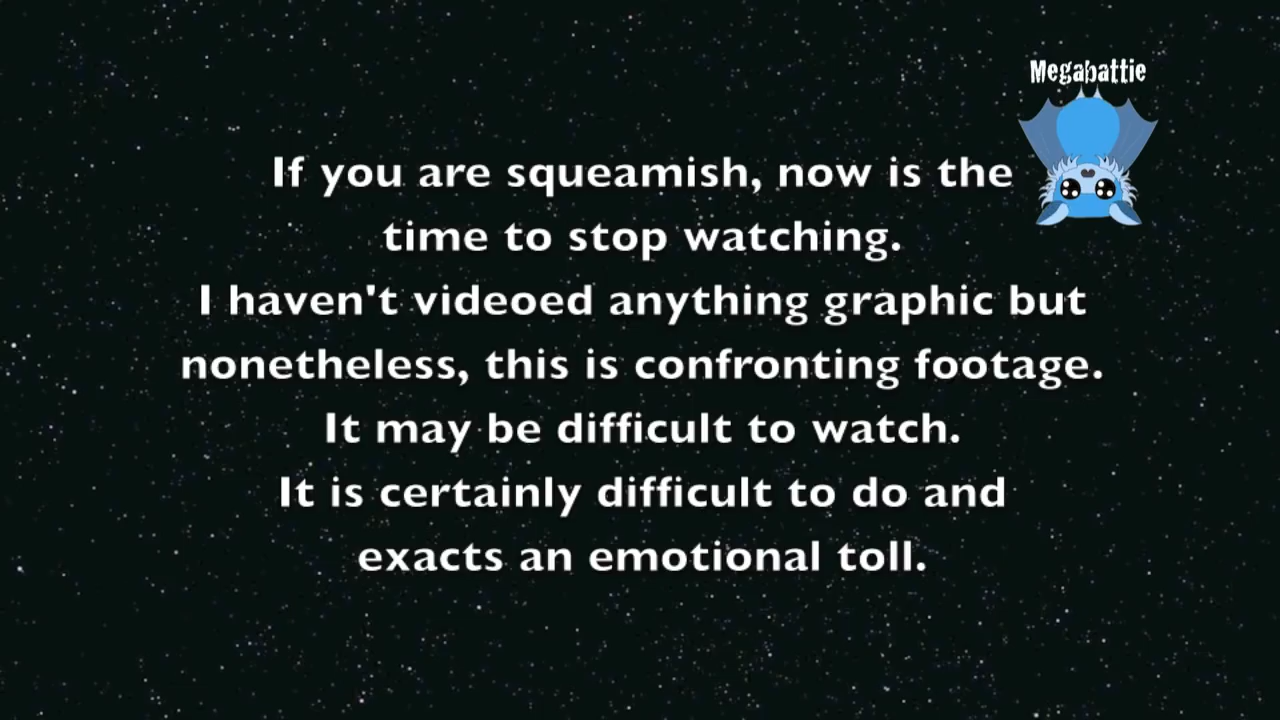 Megabattie
If you are squeamish, now is the
time to stop watching.
I haven't videoed anything graphic but
nonetheless, this is confronting footage.
It may be difficult to watch.
It is certainly difficult to do and
exacts an emotional toll.